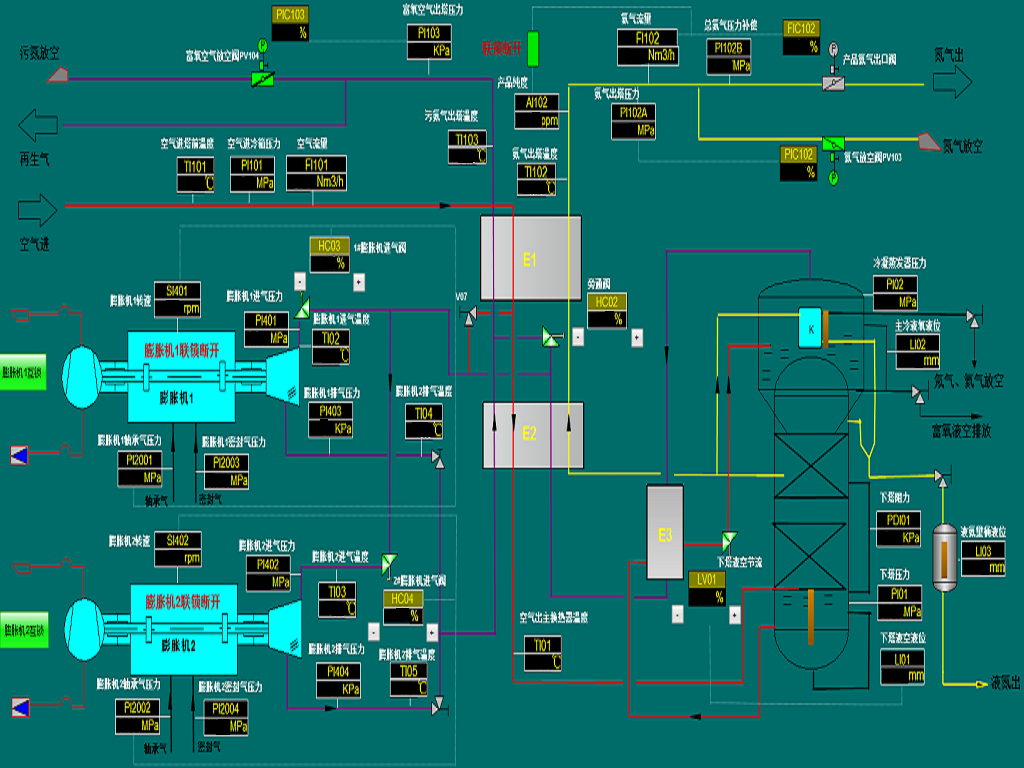 PIC103
%
富氧空气出塔压力
PI103
KPa
污氮放空
富氧空气放空阀PV104
P
联锁断开
氮气流量
FI102
Nm3/h
总氮气压力补偿
PI102B
MPa
FIC102
%
P
产品氮气出口阀
氮气出
产品纯度
AI102
ppm
氮气出塔压力
PI102A
MPa
再生气
空气进塔前温度
TI101
℃
空气进冷箱压力
PI101
MPa
空气流量
FI101
Nm3/h
污氮气出塔温度
TI103
℃
氮气出塔温度
TI102
℃
PIC102
%
氮气放空阀PV103
P
氮气放空
空气进
HC03
%
1#膨胀机进气阀
-
+
E1
膨胀机1转速
SI401
rpm
膨胀机1进气压力
PI401
MPa
膨胀机1进气温度
TI02
℃
V07
旁通阀
HC02
%
-
+
冷凝蒸发器压力
PI02
MPa
主冷液氧液位
LI02
mm
K
氖气、氦气放空
富氧液空排放
膨胀机1联锁断开
膨胀机1
膨胀机1排气压力
PI403
KPa
膨胀机2排气温度
TI04
℃
E2
膨胀机1轴承气压力
PI2001
MPa
膨胀机1密封气压力
PI2003
MPa
轴承气
密封气
E3
下塔阻力
PDI01
KPa
液氮量桶液位
LI03
mm
膨胀机2转速
SI402
rpm
膨胀机2进气压力
PI402
MPa
膨胀机2进气温度
TI03
℃
2#膨胀机进气阀
HC04
%
-
+
下塔液空节流
LV01
%
-
+
下塔压力
PI01
MPa
膨胀机2联锁断开
膨胀机2
空气出主换热器温度
TI01
℃
膨胀机2排气压力
PI404
KPa
膨胀机2排气温度
TI05
℃
下塔液空液位
LI01
mm
液氮出
膨胀机2轴承气压力
PI2002
MPa
膨胀机2密封气压力
PI2004
MPa
轴承气
密封气